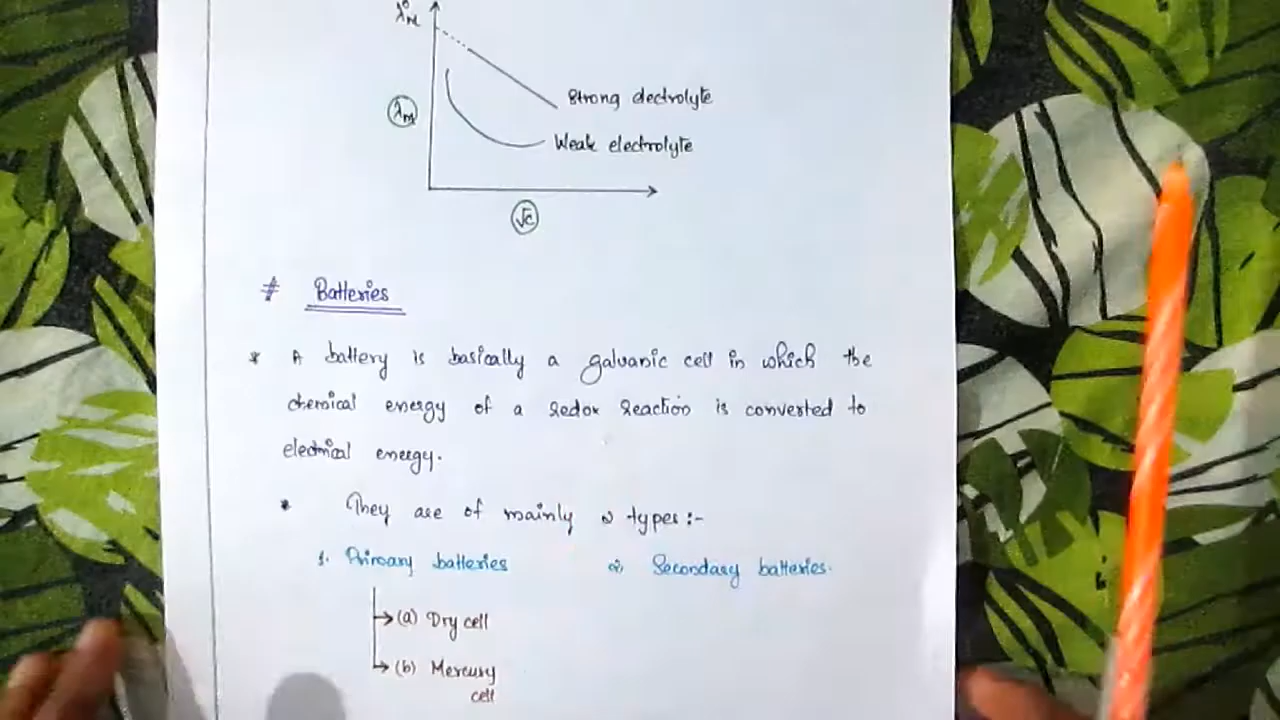 λ°м
Strong electrolyte
λм
Weak electrolyte
√c
# Batteries
* A battery is basically a galvanic cell in which the
chemical energy of a redox reaction is converted to
electrical energy.
* They are of mainly 2 types :-
1. Primary batteries 2) Secondary batteries.
(a) Dry cell
(b) Mercury
cell